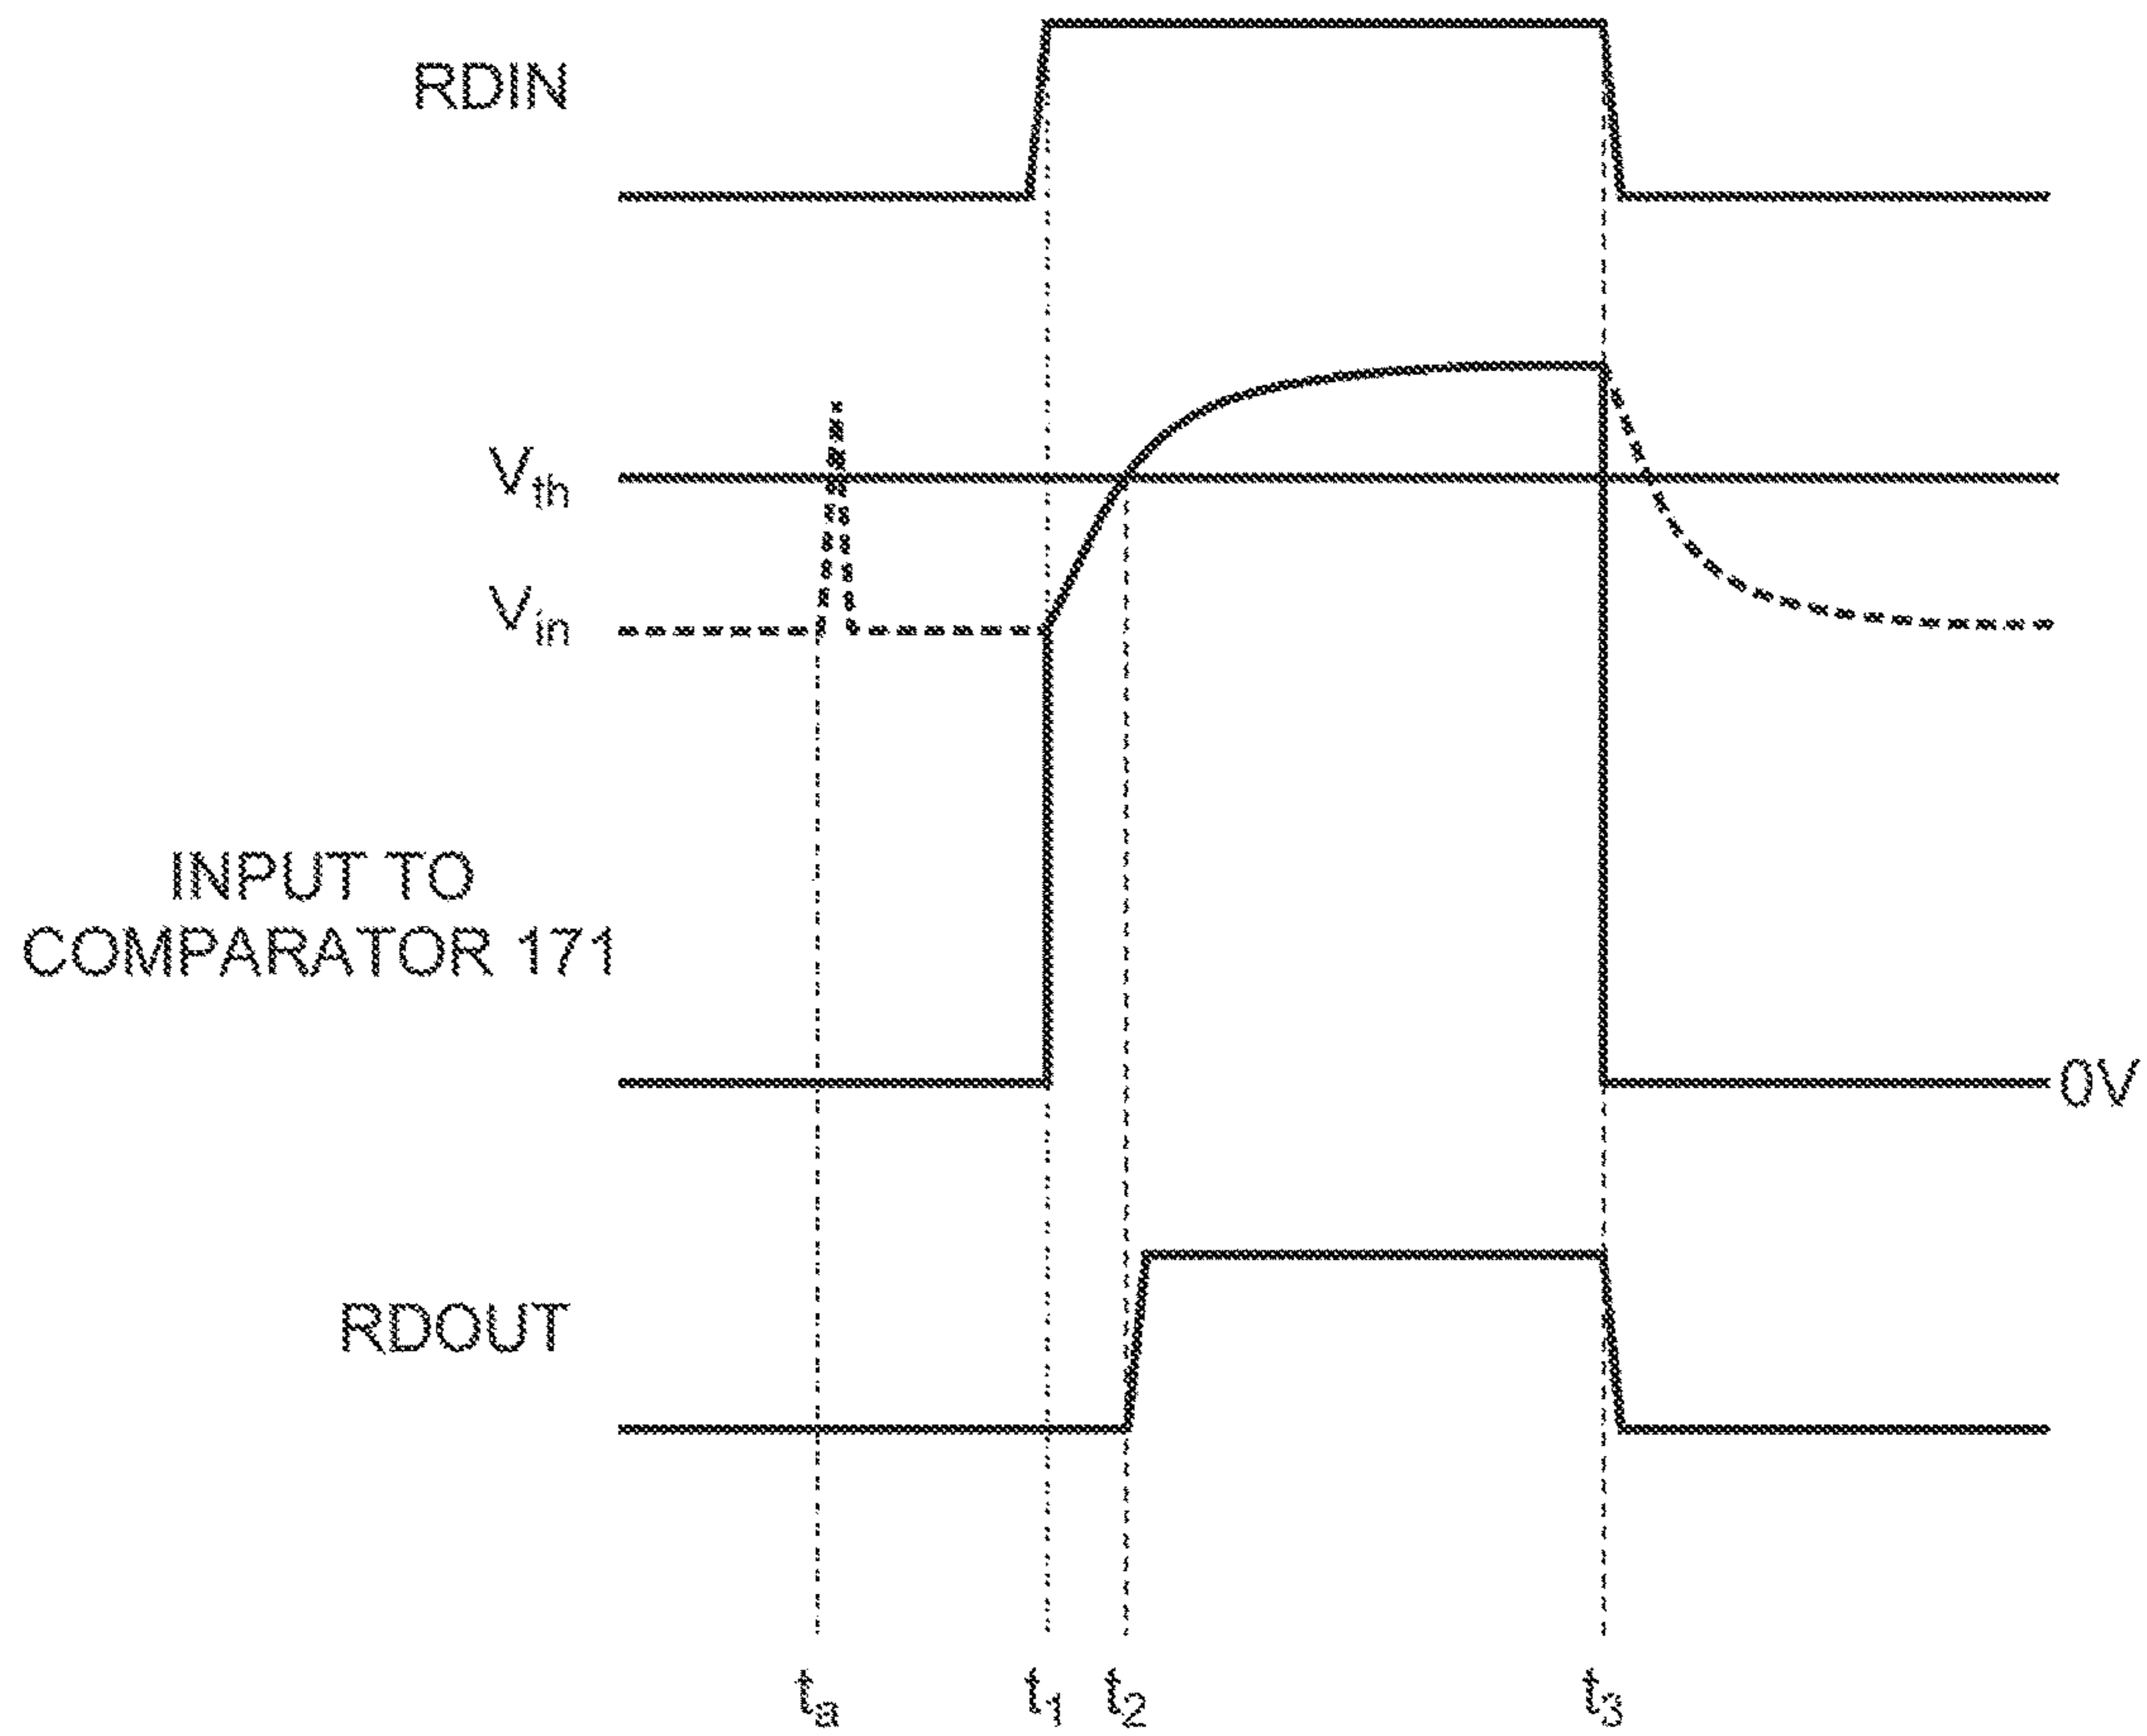 RDIN
Vth
Vin
INPUT TO
COMPARATOR 171
0V
RDOUT
ta t1 t2 t3